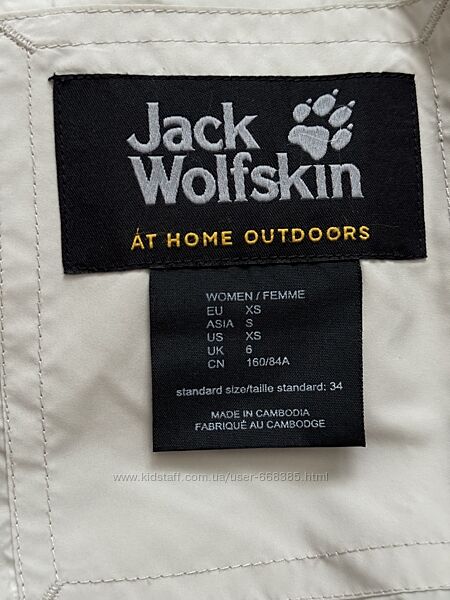 Jack
Wolfskin
AT HOME OUTDOORS
WOMEN / FEMME
EU XS
ASIA S
US XS
UK 6
CN 160/84A
standard size/taille standard: 34
MADE IN CAMBODIA
FABRIQUÉ AU CAMBODGE
www.kidstaff.com.ua/user-668385.html